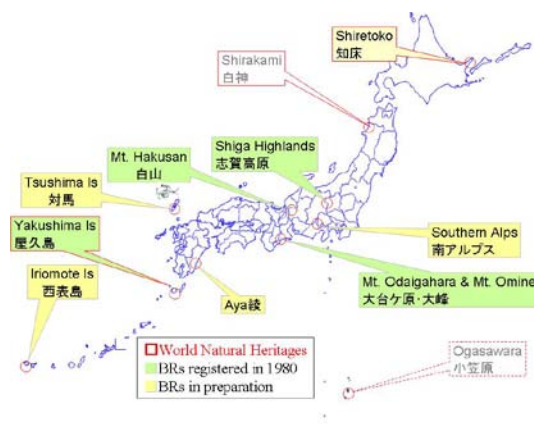 Shiretoko
知床
Shirakami
白神
Shiga Highlands
志賀高原
Mt. Hakusan
白山
Tsushima Is
対馬
Yakushima Is
屋久島
Southern Alps
南アルプス
Iriomote Is
西表島
Mt. Odaigahara & Mt. Omine
大台ケ原・大峰
Aya綾
World Natural Heritages
BRs registered in 1980
BRs in preparation
Ogasawara
小笠原